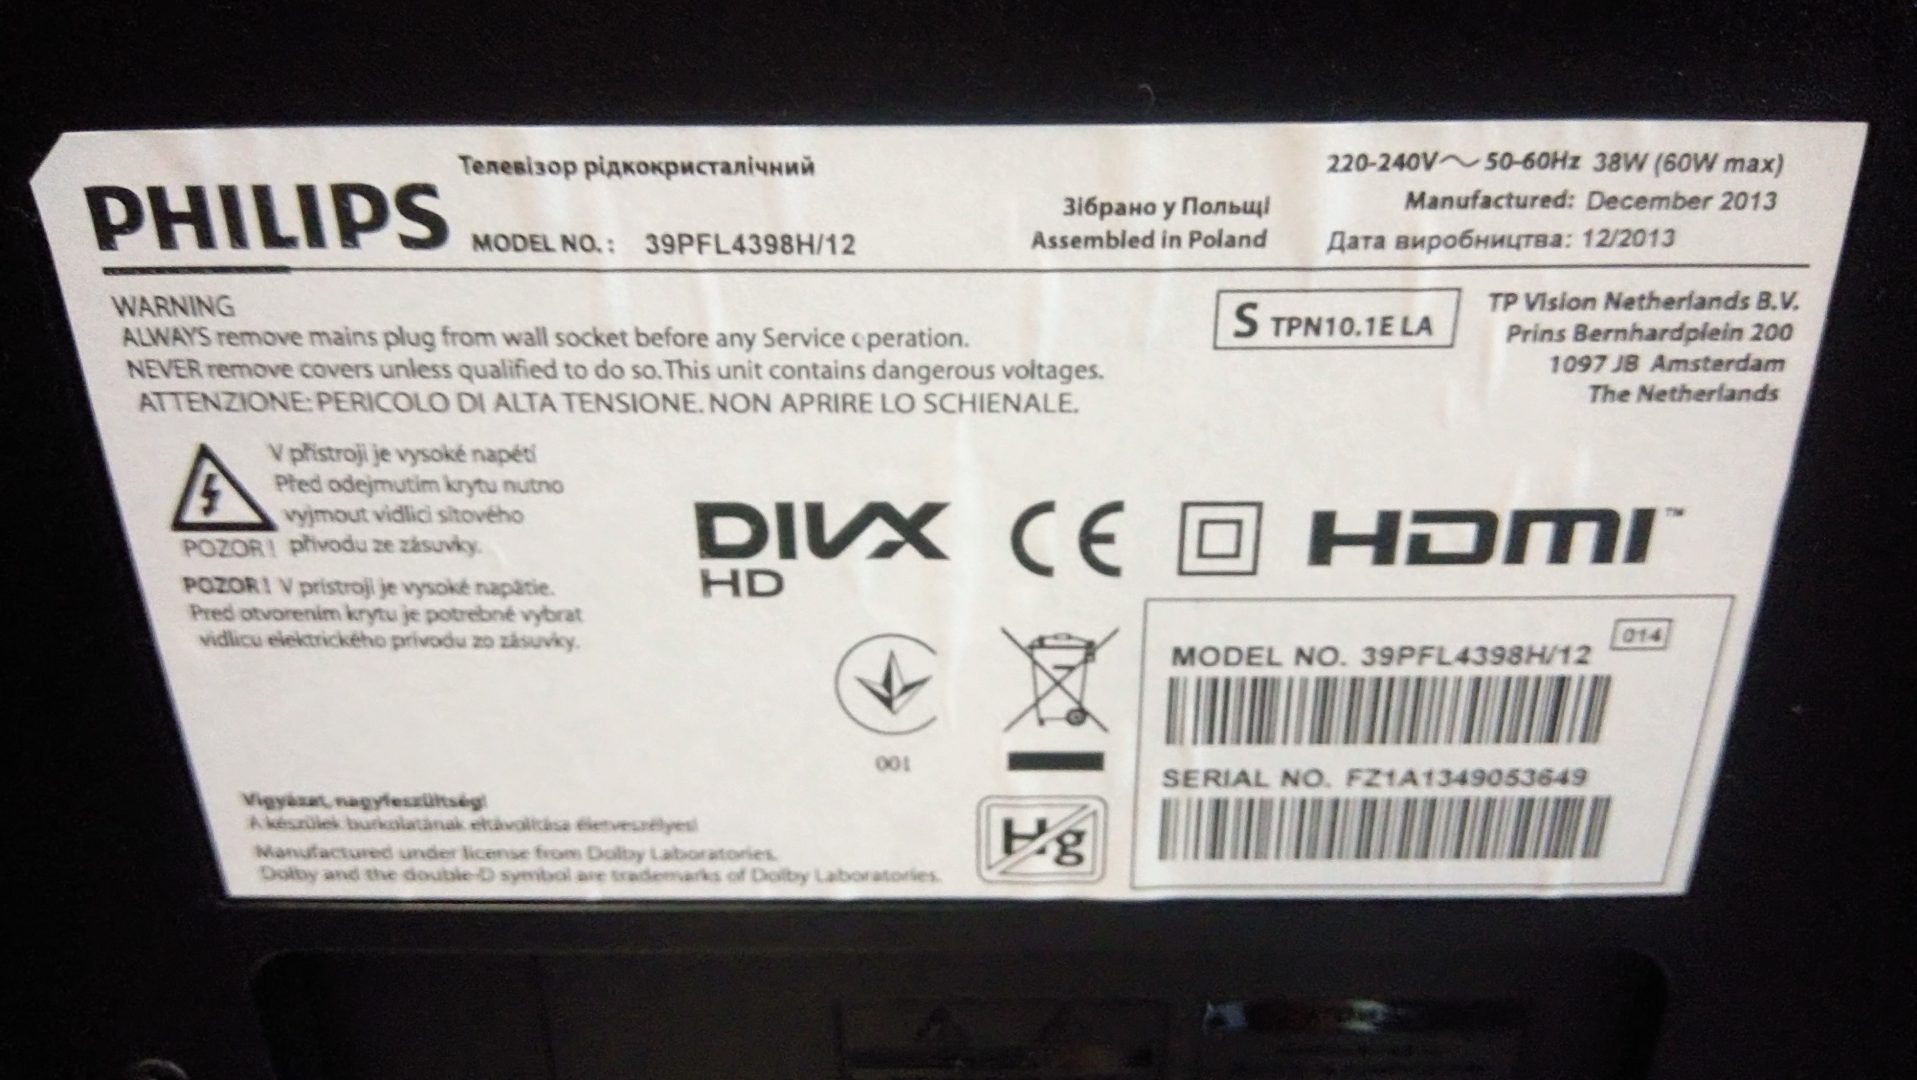 Телевізор рідкокристалічний
PHILIPS MODEL NO.: 39PFL4398H/12
Зібрано у Польщі
Assembled in Poland
220-240V~ 50-60Hz 38W (60W max)
Manufactured: December 2013
Дата виробництва: 12/2013
WARNING
ALWAYS remove mains plug from wall socket before any Service operation.
NEVER remove covers unless qualified to do so. This unit contains dangerous voltages.
ATTENZIONE: PERICOLO DI ALTA TENSIONE. NON APRIRE LO SCHIENALE.
S TPN10.1E LA
TP Vision Netherlands B.V.
Prins Bernhardplein 200
1097 JB Amsterdam
The Netherlands
V přístroji je vysoké napětí
Před odejmutím krytu nutno
vyjmout vidlici síťového
POZOR! přívodu ze zásuvky.
POZOR! V prístroji je vysoké napätie.
Pred otvorením krytu je potrebné vybrat
vidlicu elektrického prívodu zo zásuvky.
DIVX
HD
CE
HDMI™
014
MODEL NO. 39PFL4398H/12
SERIAL NO. FZ1A1349053649
001
Hg
Vigyázat, nagyfeszültség!
A készülék burkolatának eltávolítása életveszélyes!
Manufactured under license from Dolby Laboratories.
Dolby and the double-D symbol are trademarks of Dolby Laboratories.